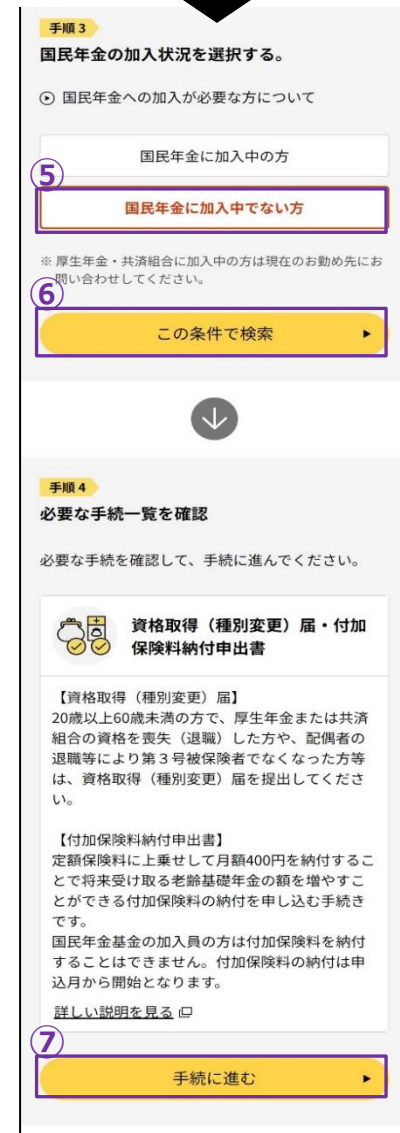 手順3
国民年金の加入状況を選択する。
国民年金への加入が必要な方について
国民年金に加入中の方
⑤
国民年金に加入中でない方
※ 厚生年金・共済組合に加入中の方は現在のお勤め先にお
問い合わせしてください。
⑥
この条件で検索
手順4
必要な手続一覧を確認
必要な手続を確認して、手続に進んでください。
資格取得（種別変更）届・付加
保険料納付申出書
【資格取得（種別変更）届】
20歳以上60歳未満の方で、厚生年金または共済
組合の資格を喪失（退職）した方や、配偶者の
退職等により第３号被保険者でなくなった方等
は、資格取得（種別変更）届を提出してくださ
い。
【付加保険料納付申出書】
定額保険料に上乗せして月額400円を納付するこ
とで将来受け取る老齢基礎年金の額を増やすこ
とができる付加保険料の納付を申し込む手続き
です。
国民年金基金の加入員の方は付加保険料を納付
することはできません。付加保険料の納付は申
込月から開始となります。
詳しい説明を見る
⑦
手続に進む